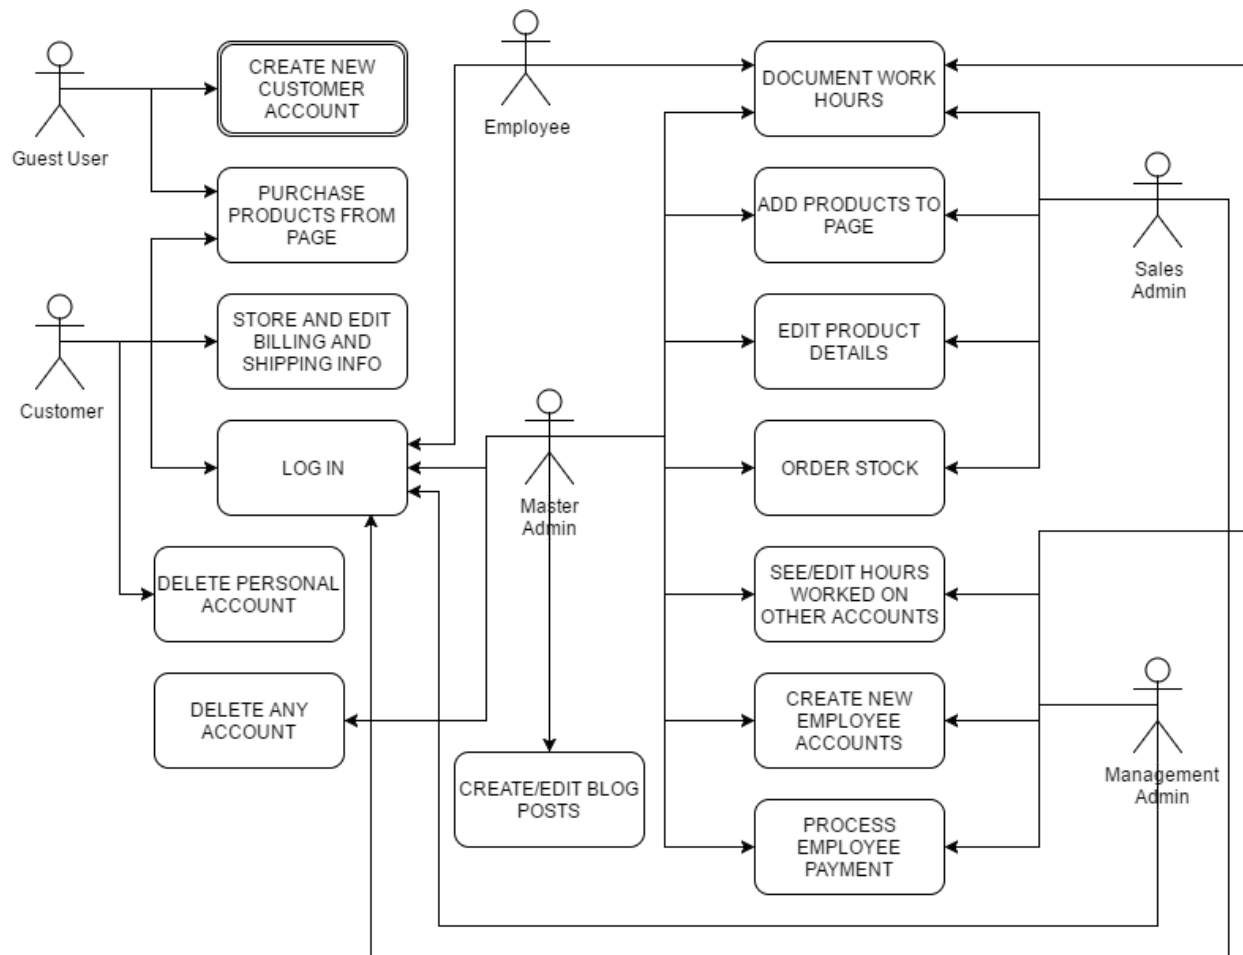 CREATE NEW
CUSTOMER
ACCOUNT
Guest User
Employee
DOCUMENT WORK
HOURS
PURCHASE
PRODUCTS FROM
PAGE
ADD PRODUCTS TO
PAGE
Sales
Admin
STORE AND EDIT
BILLING AND
SHIPPING INFO
Customer
EDIT PRODUCT
DETAILS
LOG IN
Master
Admin
ORDER STOCK
DELETE PERSONAL
ACCOUNT
SEE/EDIT HOURS
WORKED ON
OTHER ACCOUNTS
DELETE ANY
ACCOUNT
CREATE NEW
EMPLOYEE
ACCOUNTS
Management
Admin
CREATE/EDIT BLOG
POSTS
PROCESS
EMPLOYEE
PAYMENT